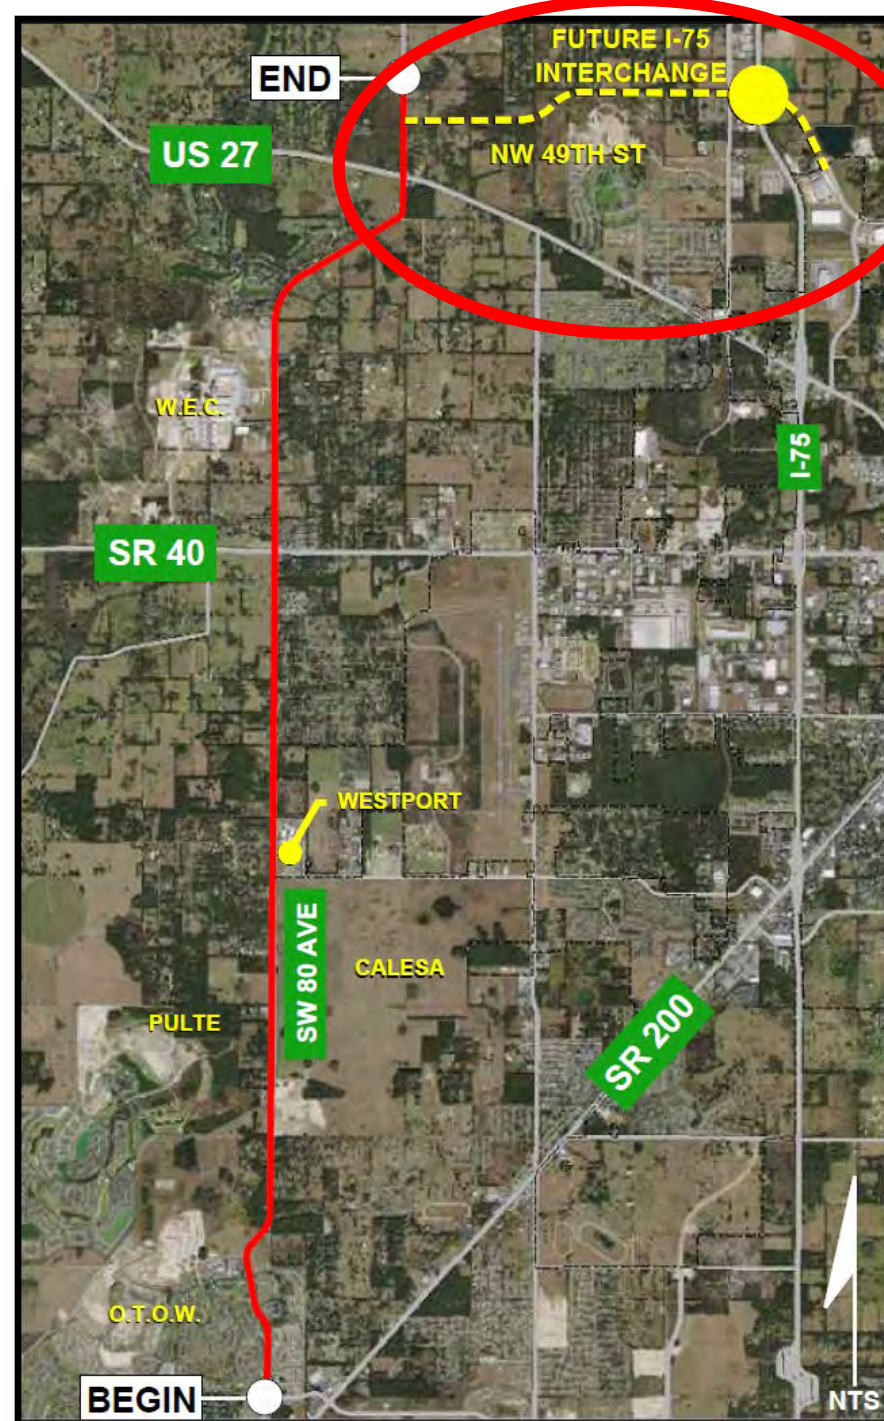 FUTURE I-75
INTERCHANGE
END
US 27
NW 49TH ST
W.E.C.
I-75
SR 40
WESTPORT
SW 80 AVE
CALESA
PULTE
SR 200
O.T.O.W.
BEGIN
NTS